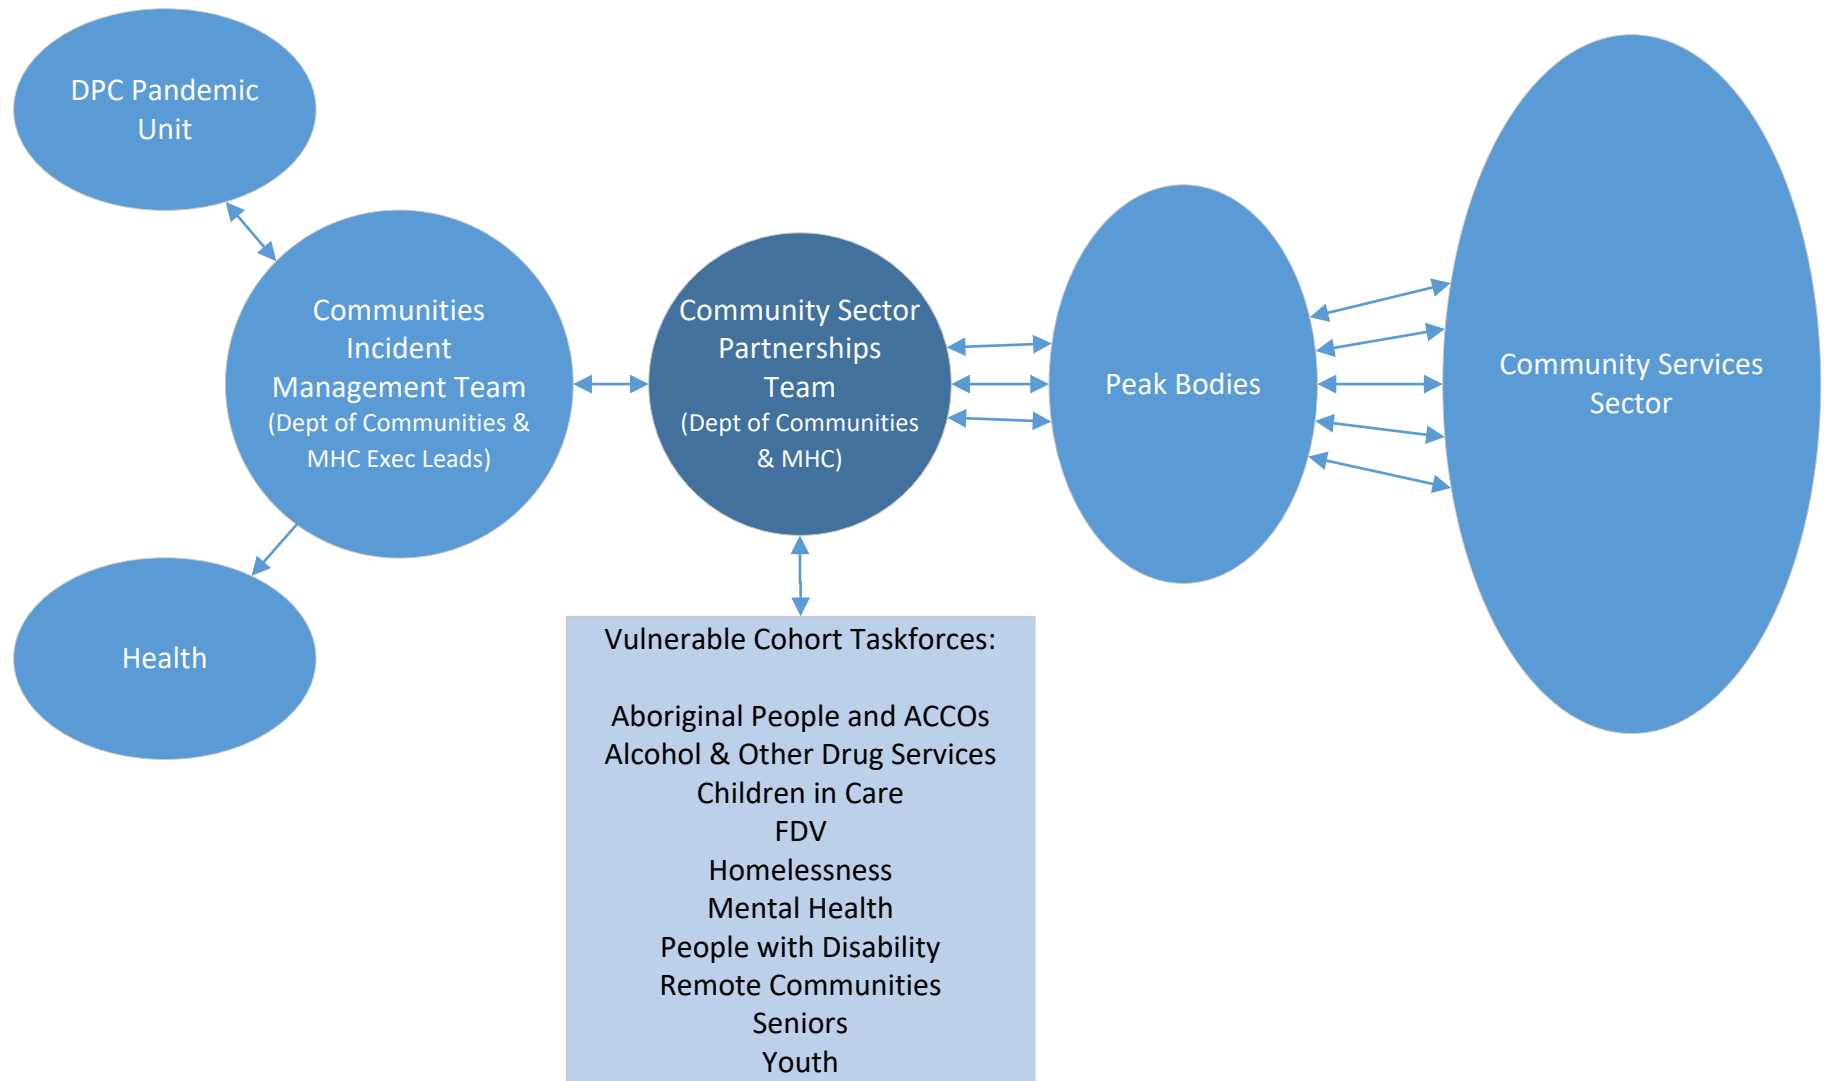 DPC Pandemic
Unit
Communities
Incident
Management Team
(Dept of Communities &
MHC Exec Leads)
Health
Community Sector
Partnerships
Team
(Dept of Communities
& MHC)
Vulnerable Cohort Taskforces:
Aboriginal People and ACCOs
Alcohol & Other Drug Services
Children in Care
FDV
Homelessness
Mental Health
People with Disability
Remote Communities
Seniors
Youth
Peak Bodies
Community Services
Sector